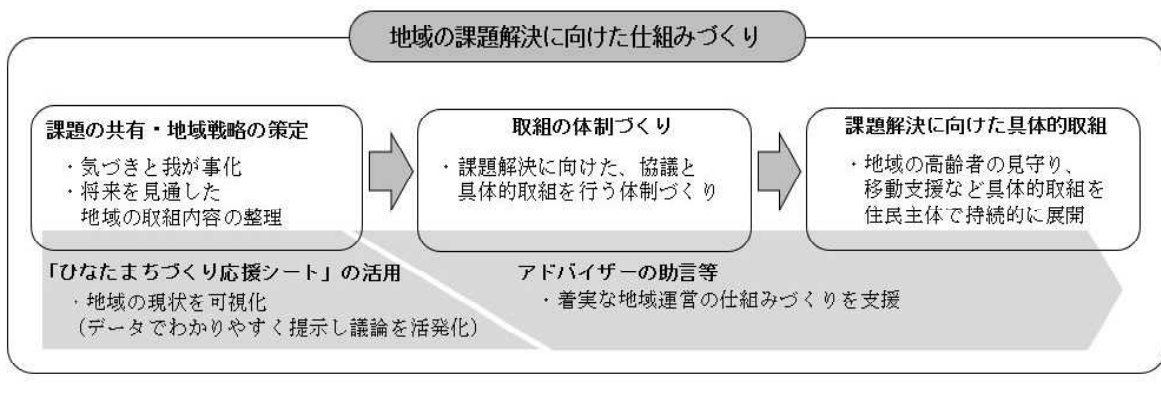 地域の課題解決に向けた仕組みづくり
課題の共有・地域戦略の策定
・気づきと我が事化
・将来を見通した
地域の取組内容の整理
取組の体制づくり
・課題解決に向けた、協議と
具体的取組を行う体制づくり
課題解決に向けた具体的取組
・地域の高齢者の見守り、
移動支援など具体的取組を
住民主体で持続的に展開
「ひなたまちづくり応援シート」の活用
・地域の現状を可視化
(データでわかりやすく提示し議論を活発化)
アドバイザーの助言等
・着実な地域運営の仕組みづくりを支援